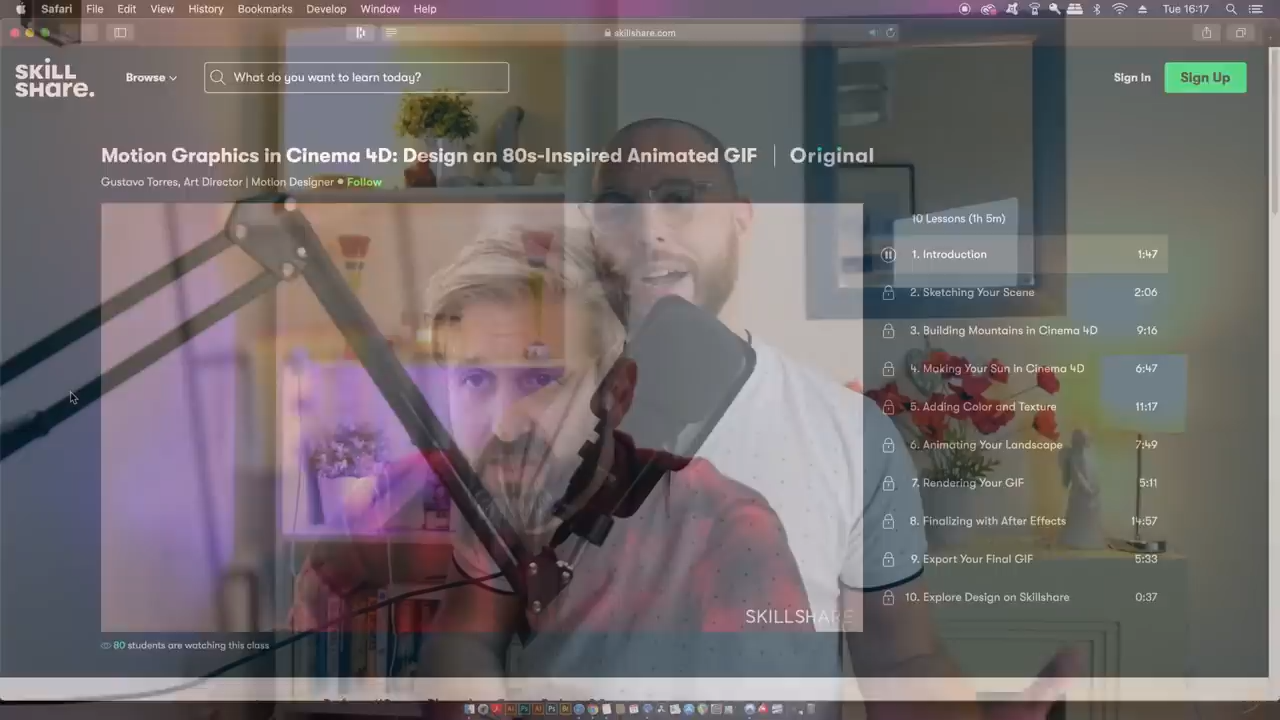 Safari File Edit View History Bookmarks Develop Window Help Tue 16:17
skillshare.com
SKILL SHARE.
Browse
What do you want to learn today?
Sign In
Sign Up
Motion Graphics in Cinema 4D: Design an 80s-Inspired Animated GIF | Original
Gustavo Torres, Art Director | Motion Designer • Follow
10 Lessons (1h 5m)
1. Introduction 1:47
2. Sketching Your Scene 2:06
3. Building Mountains in Cinema 4D 9:16
4. Making Your Sun in Cinema 4D 6:47
5. Adding Color and Texture 11:17
6. Animating Your Landscape 7:49
7. Rendering Your GIF 5:11
8. Finalizing with After Effects 14:57
9. Export Your Final GIF 5:33
10. Explore Design on Skillshare 0:37
SKILLSHARE
80 students are watching this class